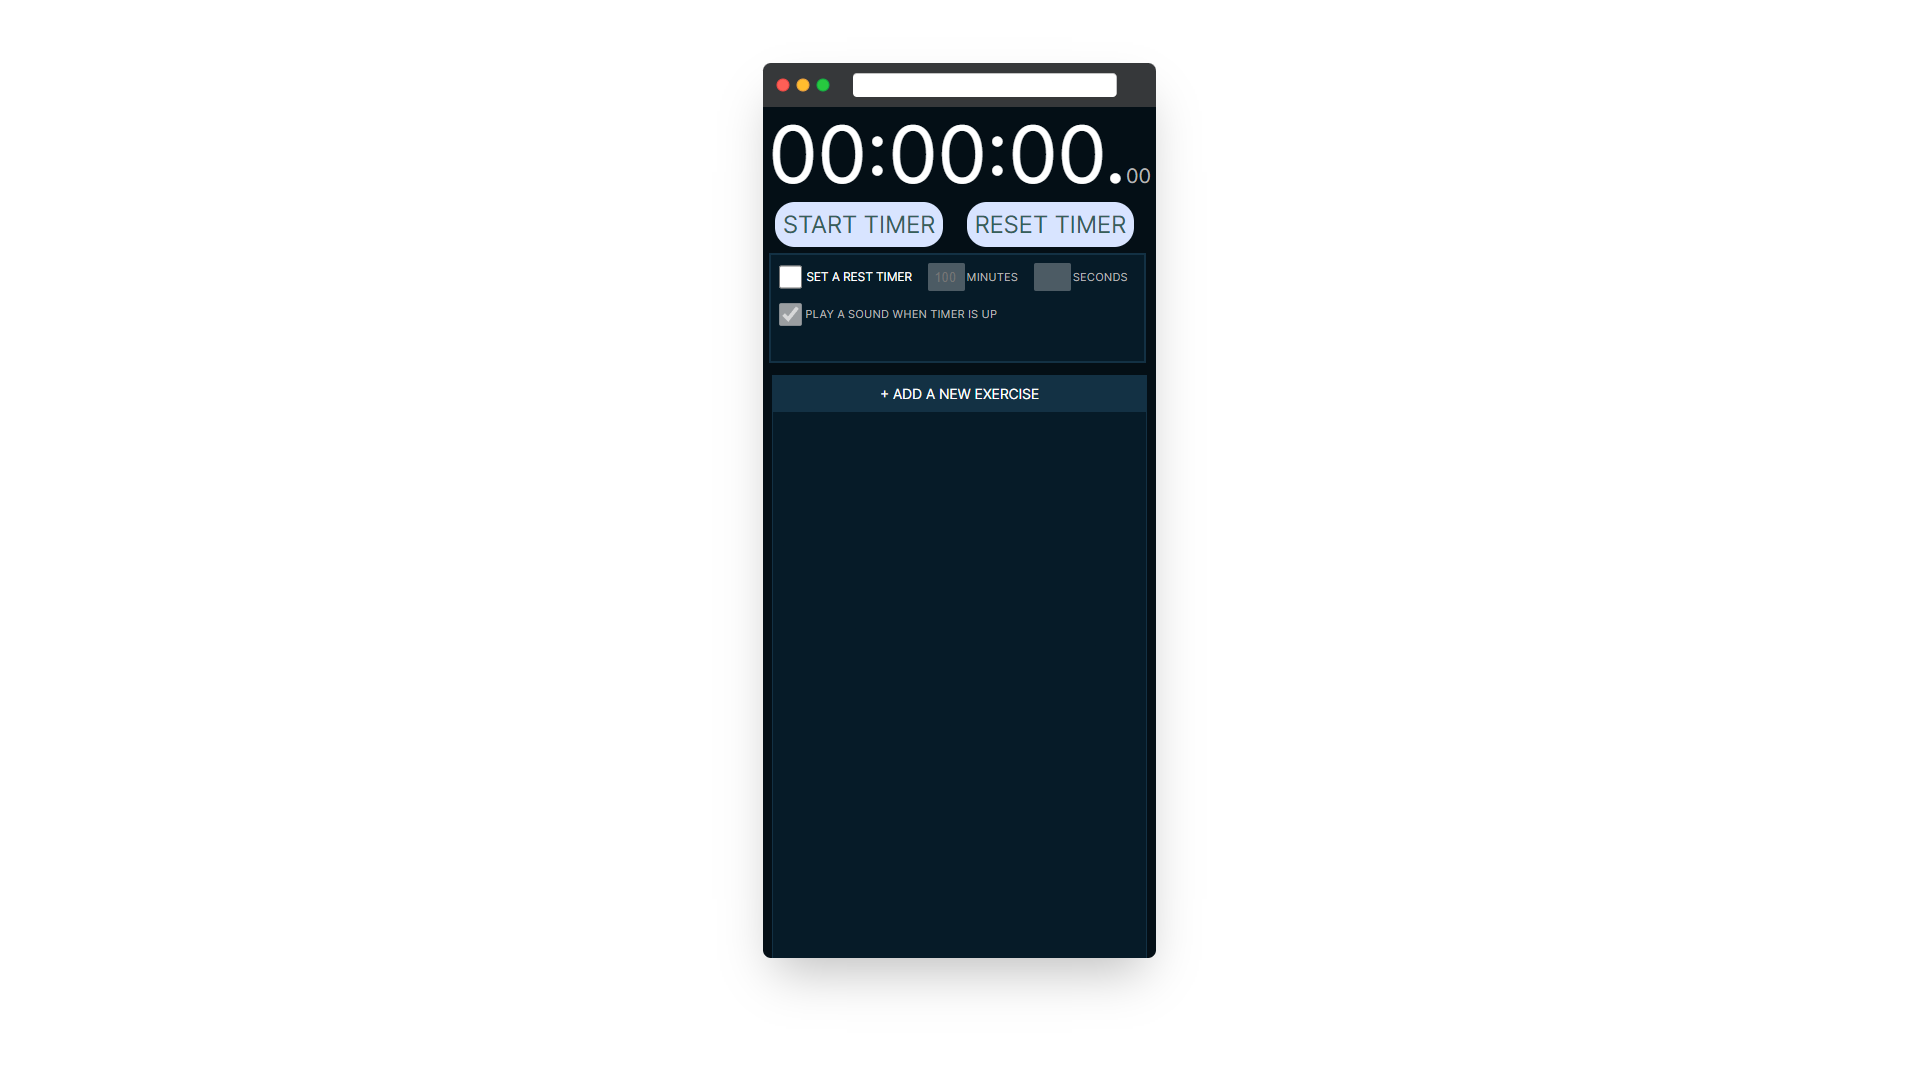 00:00:00.00
START TIMER RESET TIMER
SET A REST TIMER 100 MINUTES SECONDS
PLAY A SOUND WHEN TIMER IS UP
+ ADD A NEW EXERCISE